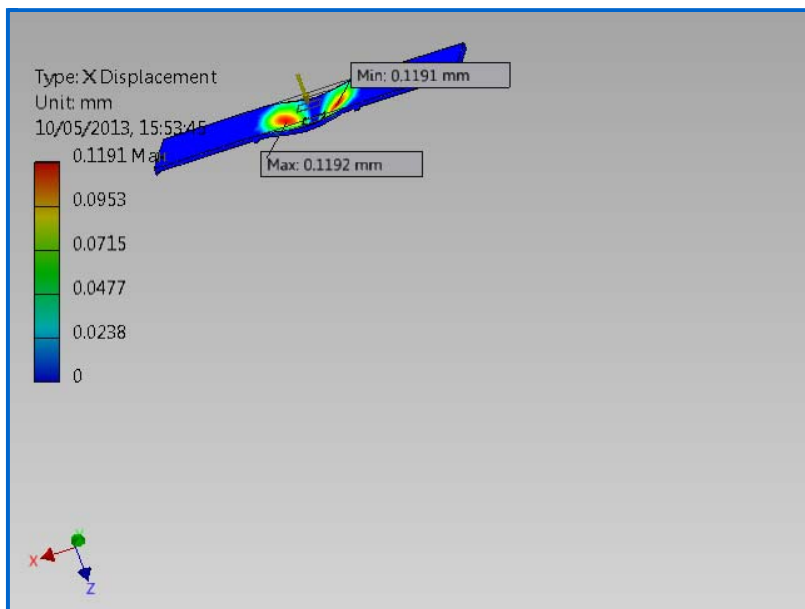 Type: X Displacement
Unit: mm
10/05/2013, 15:53:45
0.1191 Max
0.0953
0.0715
0.0477
0.0238
0
Min: 0.1191 mm
Max: 0.1192 mm
X
Z